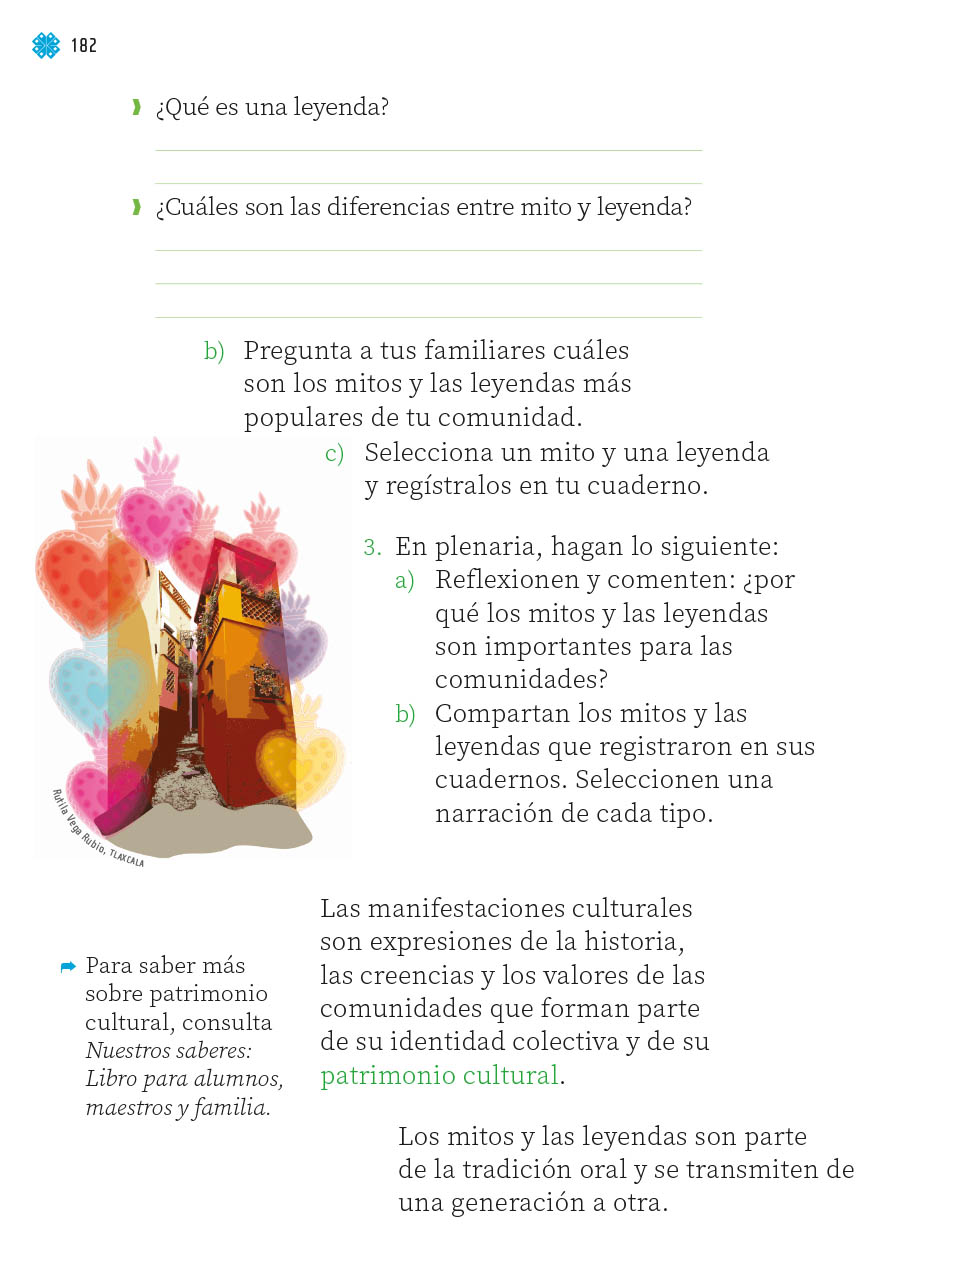 182
¿Qué es una leyenda?
¿Cuáles son las diferencias entre mito y leyenda?
b) Pregunta a tus familiares cuáles
son los mitos y las leyendas más
populares de tu comunidad.
c) Selecciona un mito y una leyenda
y regístralos en tu cuaderno.
3. En plenaria, hagan lo siguiente:
a) Reflexionen y comenten: ¿por
qué los mitos y las leyendas
son importantes para las
comunidades?
b) Compartan los mitos y las
leyendas que registraron en sus
cuadernos. Seleccionen una
narración de cada tipo.
Rutila Vega Rubio, TLAXCALA
Las manifestaciones culturales
son expresiones de la historia,
las creencias y los valores de las
comunidades que forman parte
de su identidad colectiva y de su
patrimonio cultural.
Para saber más
sobre patrimonio
cultural, consulta
Nuestros saberes:
Libro para alumnos,
maestros y familia.
Los mitos y las leyendas son parte
de la tradición oral y se transmiten de
una generación a otra.